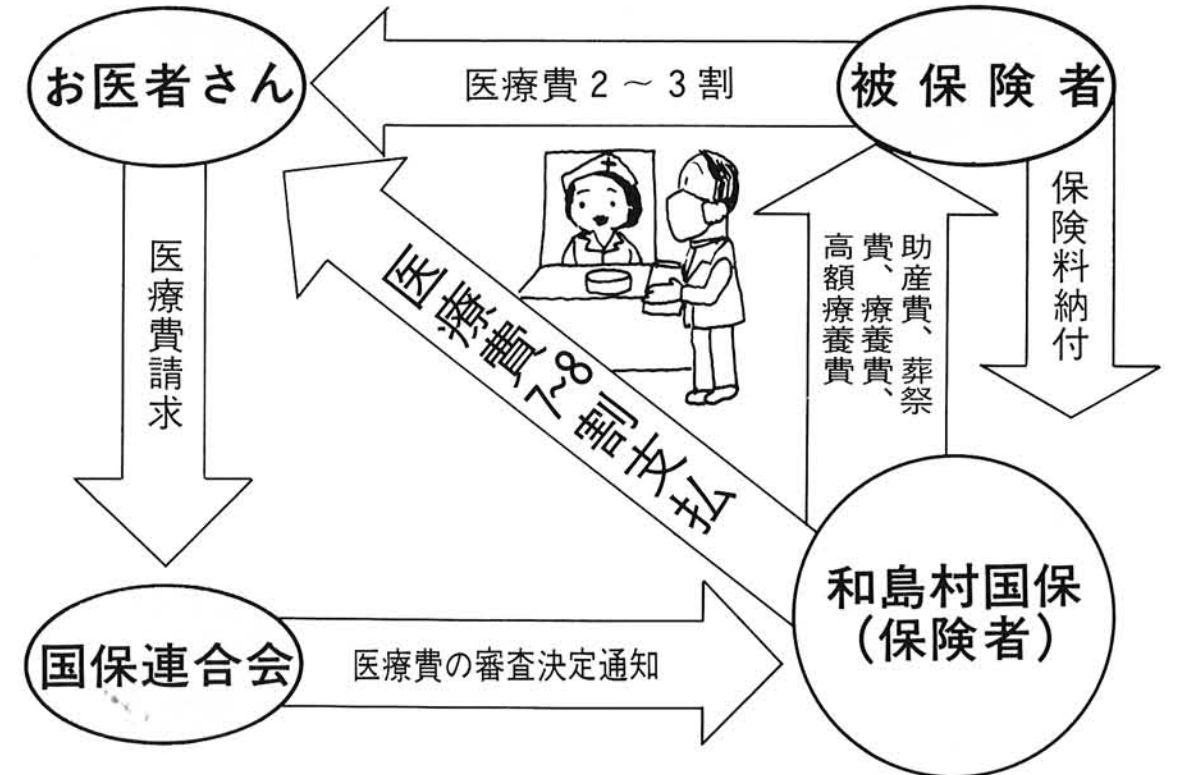 お医者さん
医療費２～３割
被保険者
保険料納付
助産費、葬祭
費、療養費、
高額療養費
医療費7～8割支払
医療費請求
国保連合会
医療費の審査決定通知
和島村国保
（保険者）